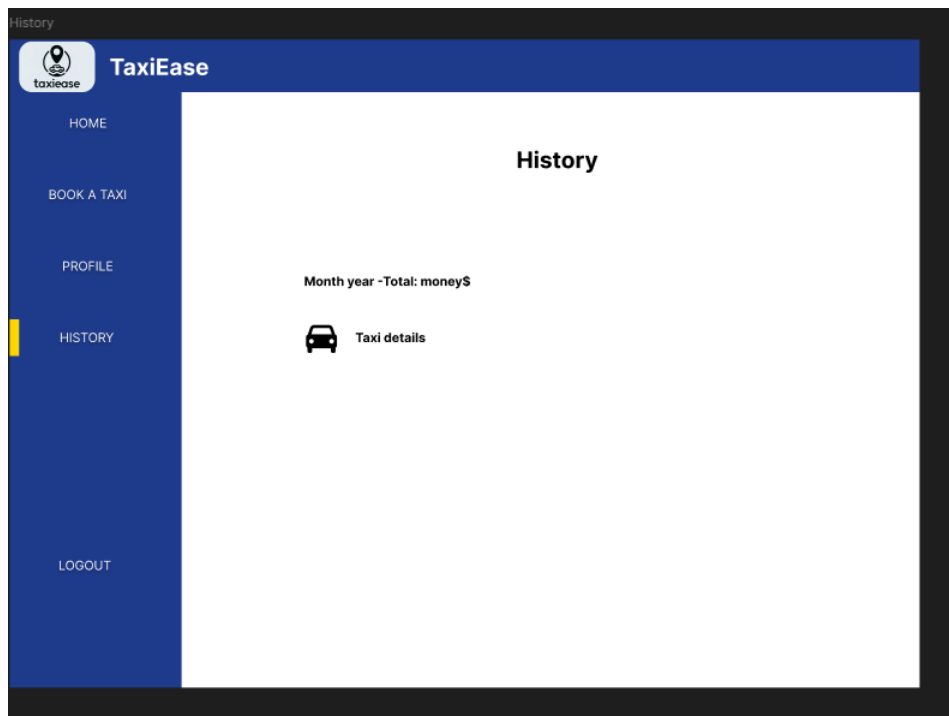 History
taxiease
TaxiEase
HOME
BOOK A TAXI
PROFILE
HISTORY
LOGOUT
History
Month year -Total: money$
Taxi details